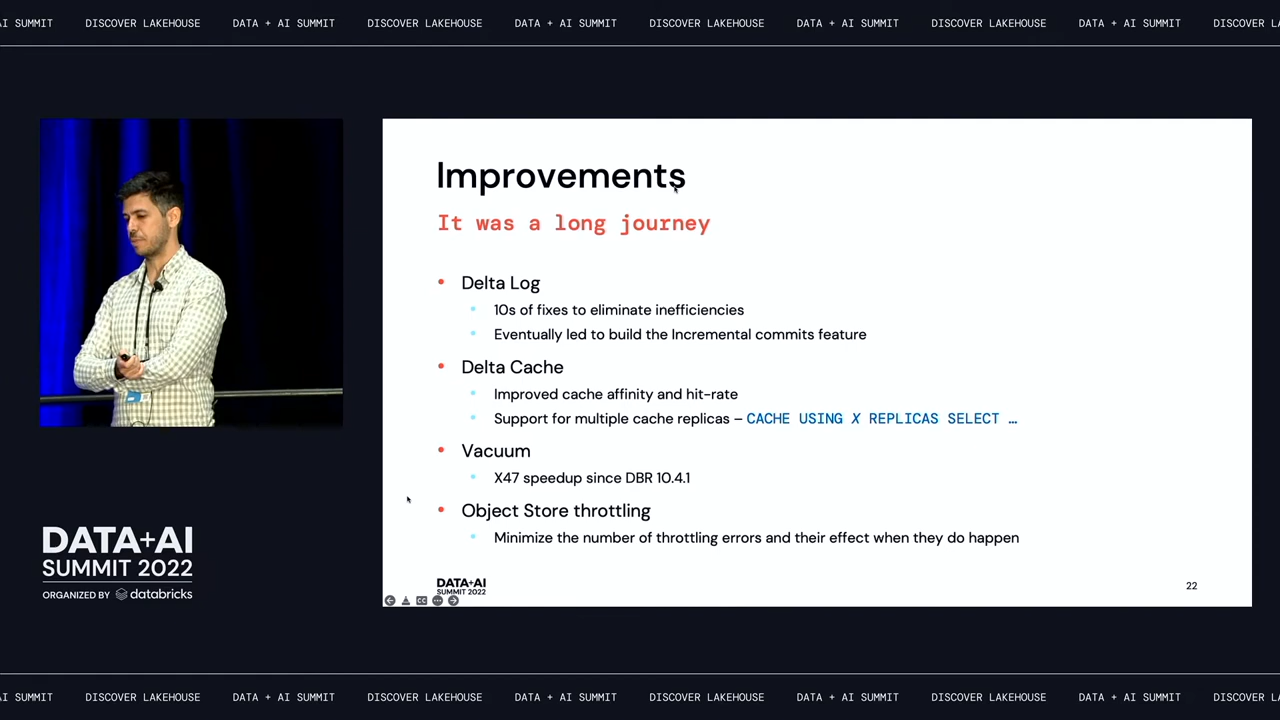 AI SUMMIT DISCOVER LAKEHOUSE DATA + AI SUMMIT DISCOVER LAKEHOUSE DATA + AI SUMMIT DISCOVER LAKEHOUSE DATA + AI SUMMIT DISCOVER LAKEHOUSE DATA + AI SUMMIT DISCOVER LA
Improvements
It was a long journey
• Delta Log
• 10s of fixes to eliminate inefficiencies
• Eventually led to build the Incremental commits feature
• Delta Cache
• Improved cache affinity and hit-rate
• Support for multiple cache replicas – CACHE USING X REPLICAS SELECT …
• Vacuum
• X47 speedup since DBR 10.4.1
• Object Store throttling
• Minimize the number of throttling errors and their effect when they do happen
DATA+AI
SUMMIT 2022
22
CC
DATA+AI
SUMMIT 2022
ORGANIZED BY databricks
AI SUMMIT DISCOVER LAKEHOUSE DATA + AI SUMMIT DISCOVER LAKEHOUSE DATA + AI SUMMIT DISCOVER LAKEHOUSE DATA + AI SUMMIT DISCOVER LAKEHOUSE DATA + AI SUMMIT DISCOVER LA